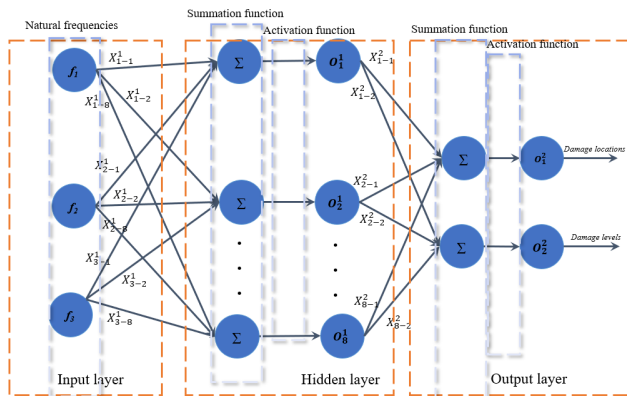 Natural frequencies
Summation function
Activation function
Summation function
Activation function
f₁
f₂
f₃
X¹₁₋₁
X¹₁₋₂
X¹₁₋₈
X¹₂₋₁
X¹₂₋₂
X¹₂₋₈
X¹₃₋₁
X¹₃₋₂
X¹₃₋₈
Σ
Σ
Σ
O¹₁
O¹₂
O¹₈
X²₁₋₁
X²₁₋₂
X²₂₋₁
X²₂₋₂
X²₈₋₁
X²₈₋₂
Σ
Σ
O²₁
O²₂
Damage locations
Damage levels
Input layer
Hidden layer
Output layer